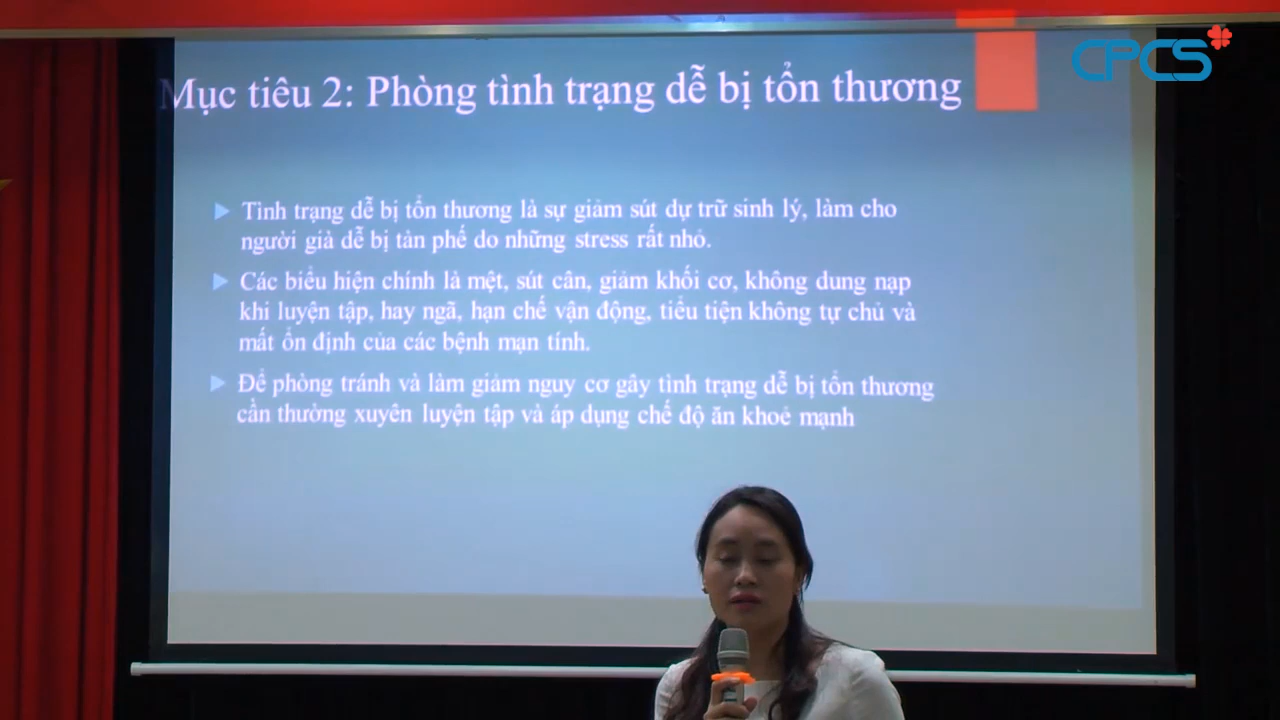 CPCS
Mục tiêu 2: Phòng tình trạng dễ bị tổn thương
Tình trạng dễ bị tổn thương là sự giảm sút dự trữ sinh lý, làm cho
người già dễ bị tàn phế do những stress rất nhỏ.
Các biểu hiện chính là mệt, sút cân, giảm khối cơ, không dung nạp
khi luyện tập, hay ngã, hạn chế vận động, tiểu tiện không tự chủ và
mất ổn định của các bệnh mạn tính.
Để phòng tránh và làm giảm nguy cơ gây tình trạng dễ bị tổn thương
cần thường xuyên luyện tập và áp dụng chế độ ăn khoẻ mạnh